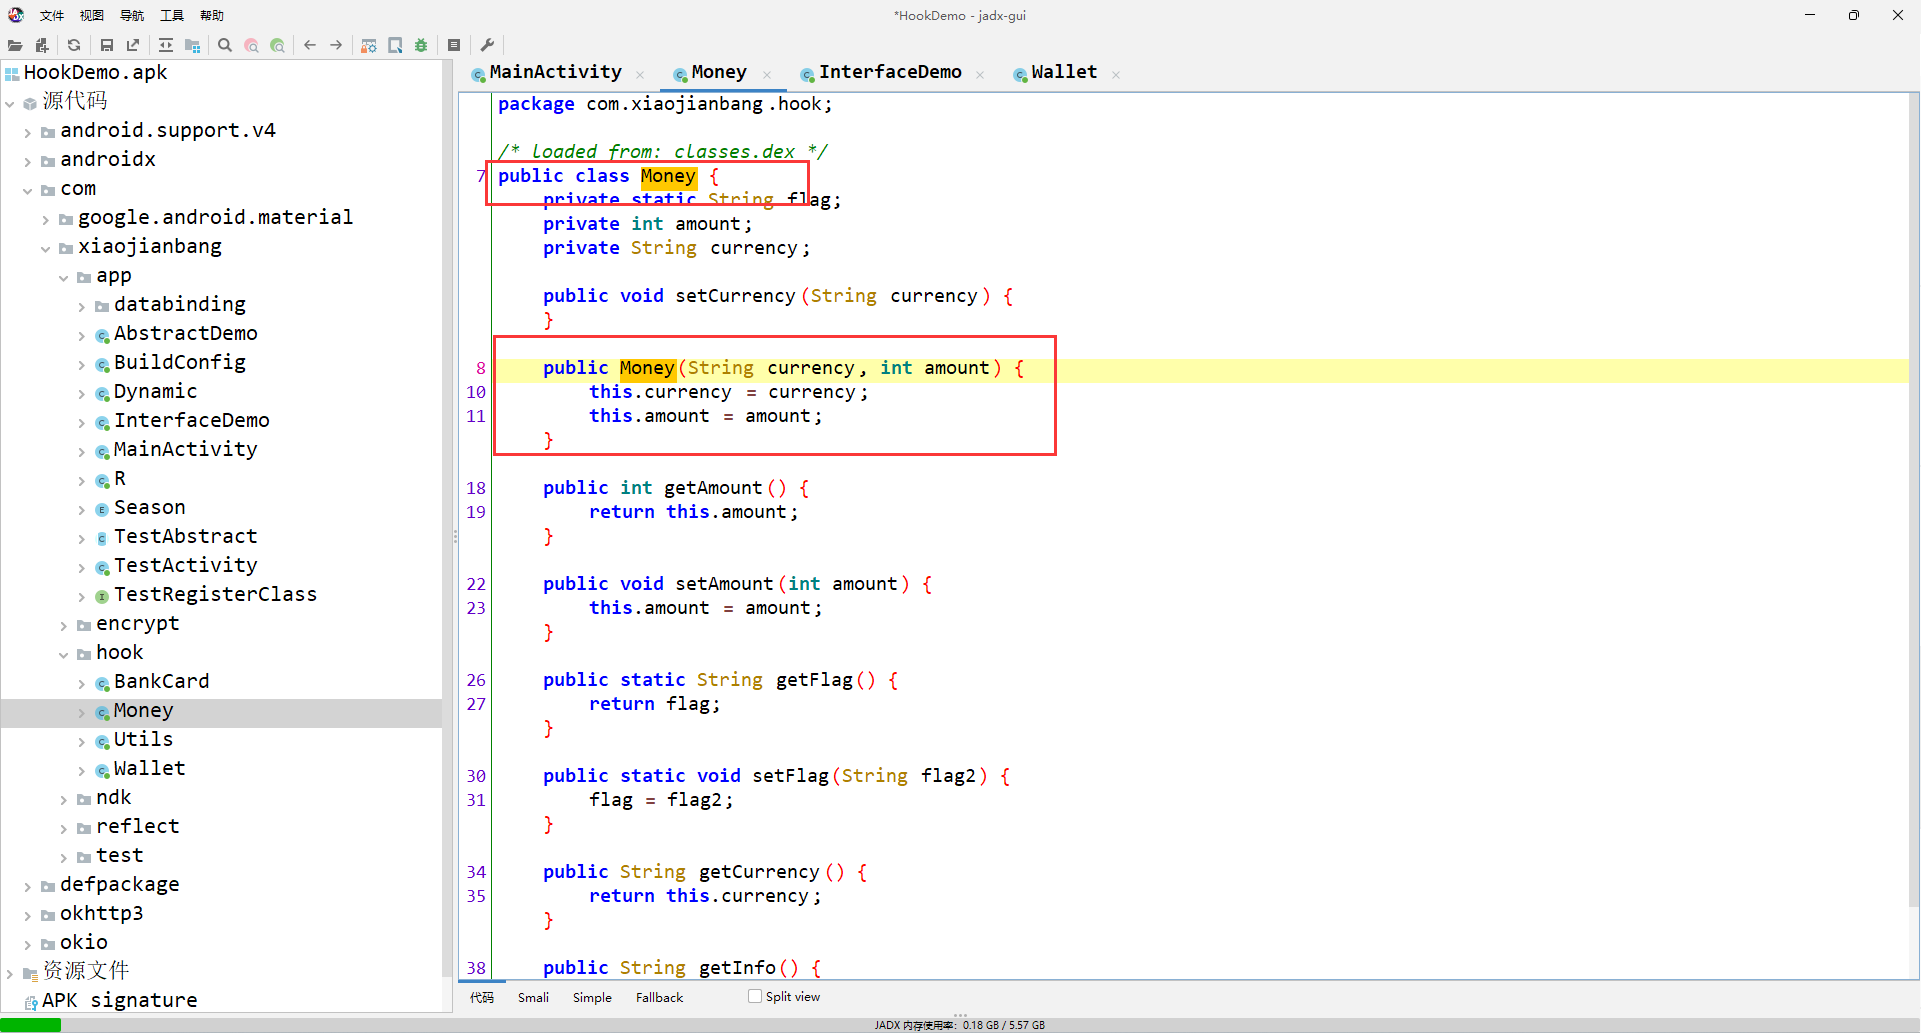 文件 视图 导航 工具 帮助
*HookDemo - jadx-gui
HookDemo.apk
源代码
android.support.v4
androidx
com
google.android.material
xiaojianbang
app
databinding
AbstractDemo
BuildConfig
Dynamic
InterfaceDemo
MainActivity
R
Season
TestAbstract
TestActivity
TestRegisterClass
encrypt
hook
BankCard
Money
Utils
Wallet
ndk
reflect
test
defpackage
okhttp3
okio
资源文件
APK signature
MainActivity Money InterfaceDemo Wallet
package com.xiaojianbang.hook;
/* loaded from: classes.dex */
7 public class Money {
private static String flag;
private int amount;
private String currency;
public void setCurrency(String currency) {
}
8 public Money(String currency, int amount) {
10 this.currency = currency;
11 this.amount = amount;
}
18 public int getAmount() {
19 return this.amount;
}
22 public void setAmount(int amount) {
23 this.amount = amount;
}
26 public static String getFlag() {
27 return flag;
}
30 public static void setFlag(String flag2) {
31 flag = flag2;
}
34 public String getCurrency() {
35 return this.currency;
}
38 public String getInfo() {
代码 Smali Simple Fallback Split view
JADX 内存使用率: 0.18 GB / 5.57 GB